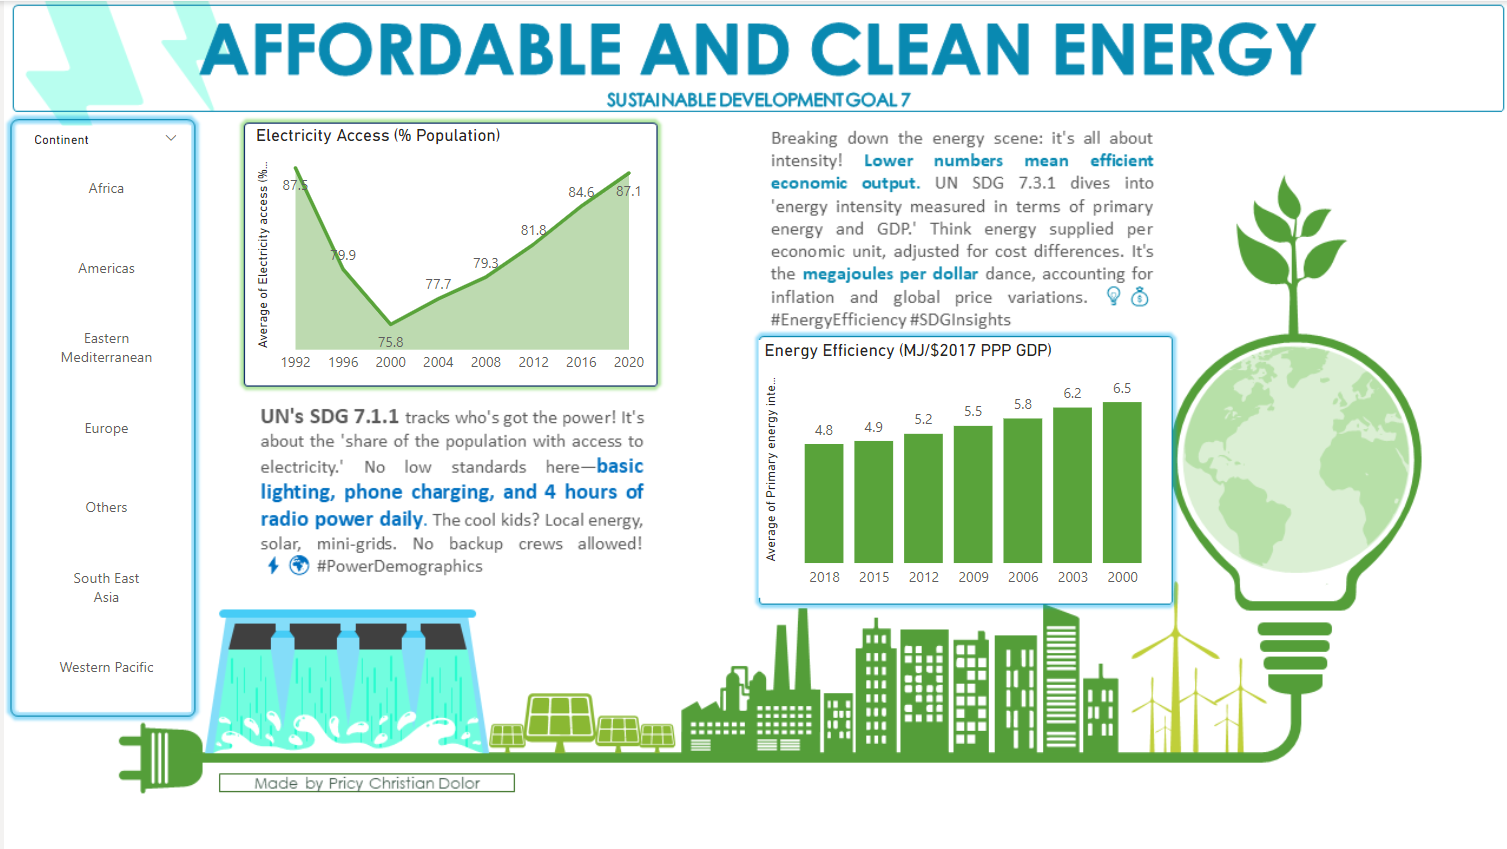 AFFORDABLE AND CLEAN ENERGY
SUSTAINABLE DEVELOPMENT GOAL 7
Continent
Africa
Americas
Eastern
Mediterranean
Europe
Others
South East
Asia
Western Pacific
Electricity Access (% Population)
Average of Electricity access (%...
87.5
79.9
75.8
77.7
79.3
81.8
84.6
87.1
1992 1996 2000 2004 2008 2012 2016 2020
UN's SDG 7.1.1 tracks who's got the power! It's
about the 'share of the population with access to
electricity.' No low standards here—basic
lighting, phone charging, and 4 hours of
radio power daily. The cool kids? Local energy,
solar, mini-grids. No backup crews allowed!
#PowerDemographics
Breaking down the energy scene: it's all about
intensity! Lower numbers mean efficient
economic output. UN SDG 7.3.1 dives into
'energy intensity measured in terms of primary
energy and GDP.' Think energy supplied per
economic unit, adjusted for cost differences. It's
the megajoules per dollar dance, accounting for
inflation and global price variations.
#EnergyEfficiency #SDGInsights
Energy Efficiency (MJ/$2017 PPP GDP)
Average of Primary energy inte...
4.8 4.9 5.2 5.5 5.8 6.2 6.5
2018 2015 2012 2009 2006 2003 2000
Made by Pricy Christian Dolor